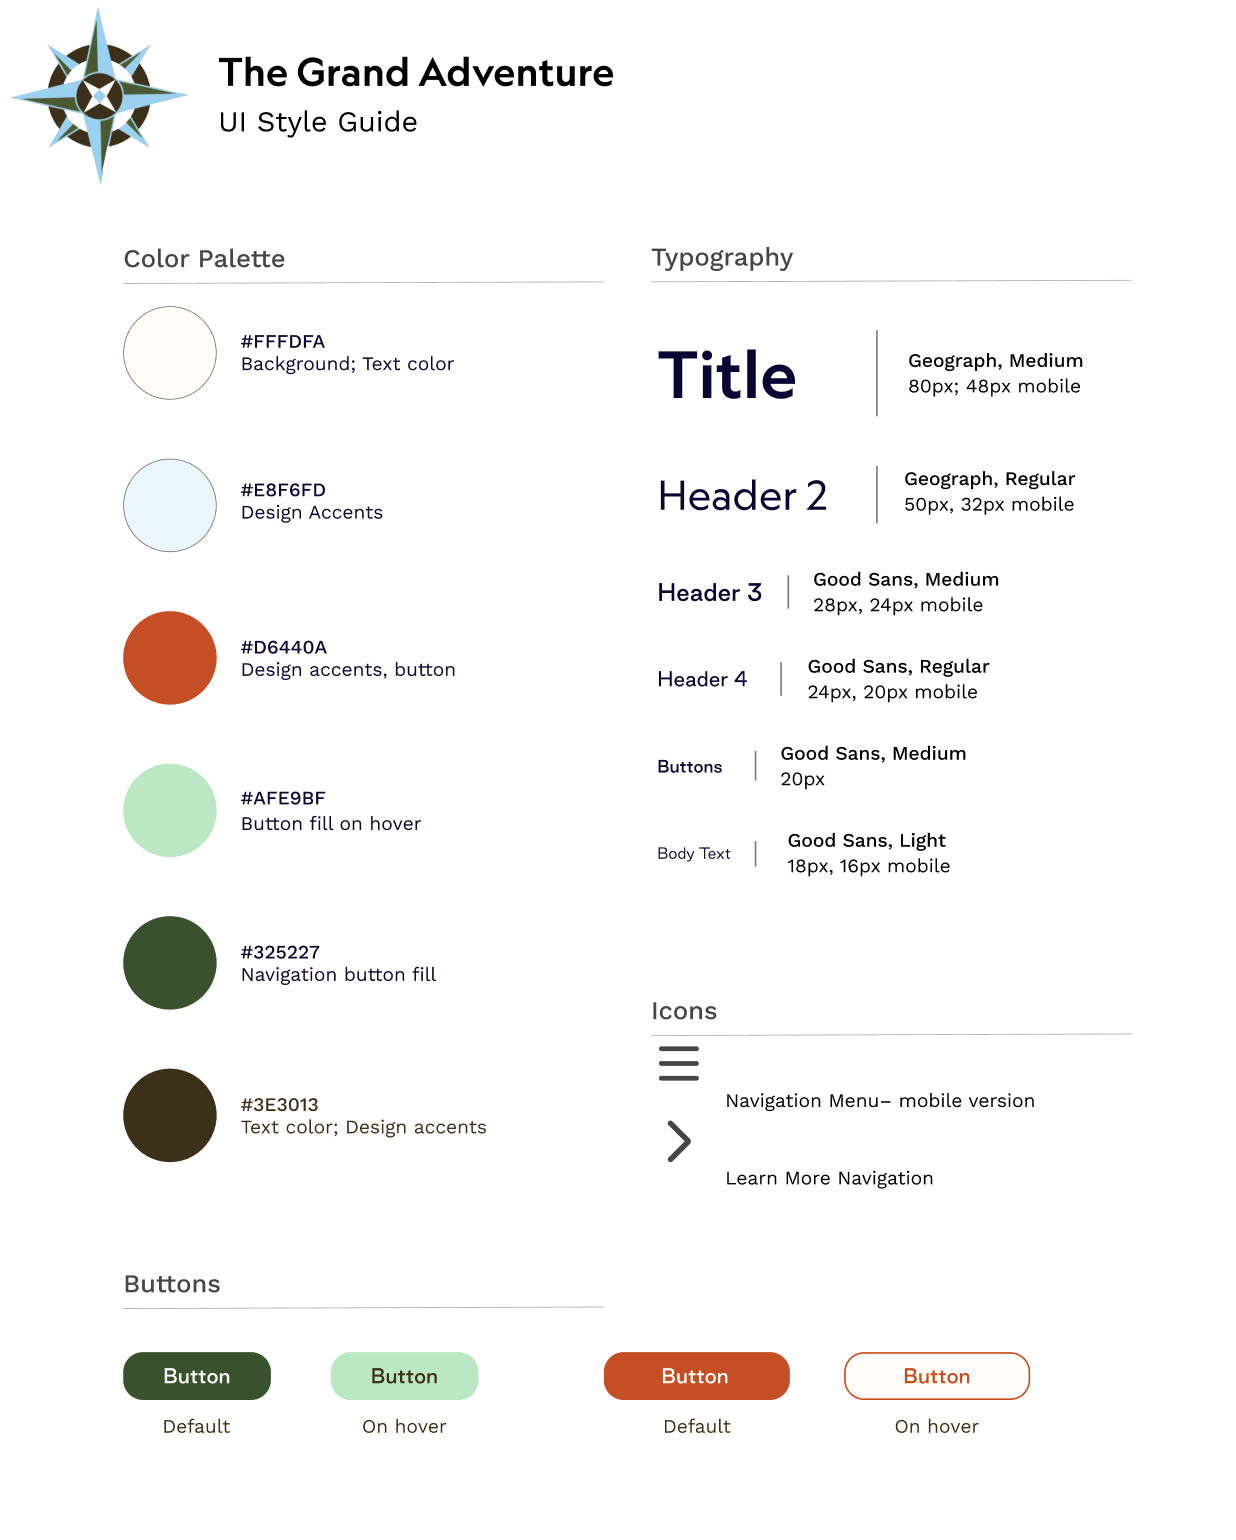 The Grand Adventure
UI Style Guide
Color Palette
#FFFDFA
Background; Text color
#E8F6FD
Design Accents
#D6440A
Design accents, button
#AFE9BF
Button fill on hover
#325227
Navigation button fill
#3E3013
Text color; Design accents
Typography
Title
Geograph, Medium
80px; 48px mobile
Header 2
Geograph, Regular
50px, 32px mobile
Header 3
Good Sans, Medium
28px, 24px mobile
Header 4
Good Sans, Regular
24px, 20px mobile
Buttons
Good Sans, Medium
20px
Body Text
Good Sans, Light
18px, 16px mobile
Icons
Navigation Menu– mobile version
Learn More Navigation
Buttons
Button
Default
Button
On hover
Button
Default
Button
On hover